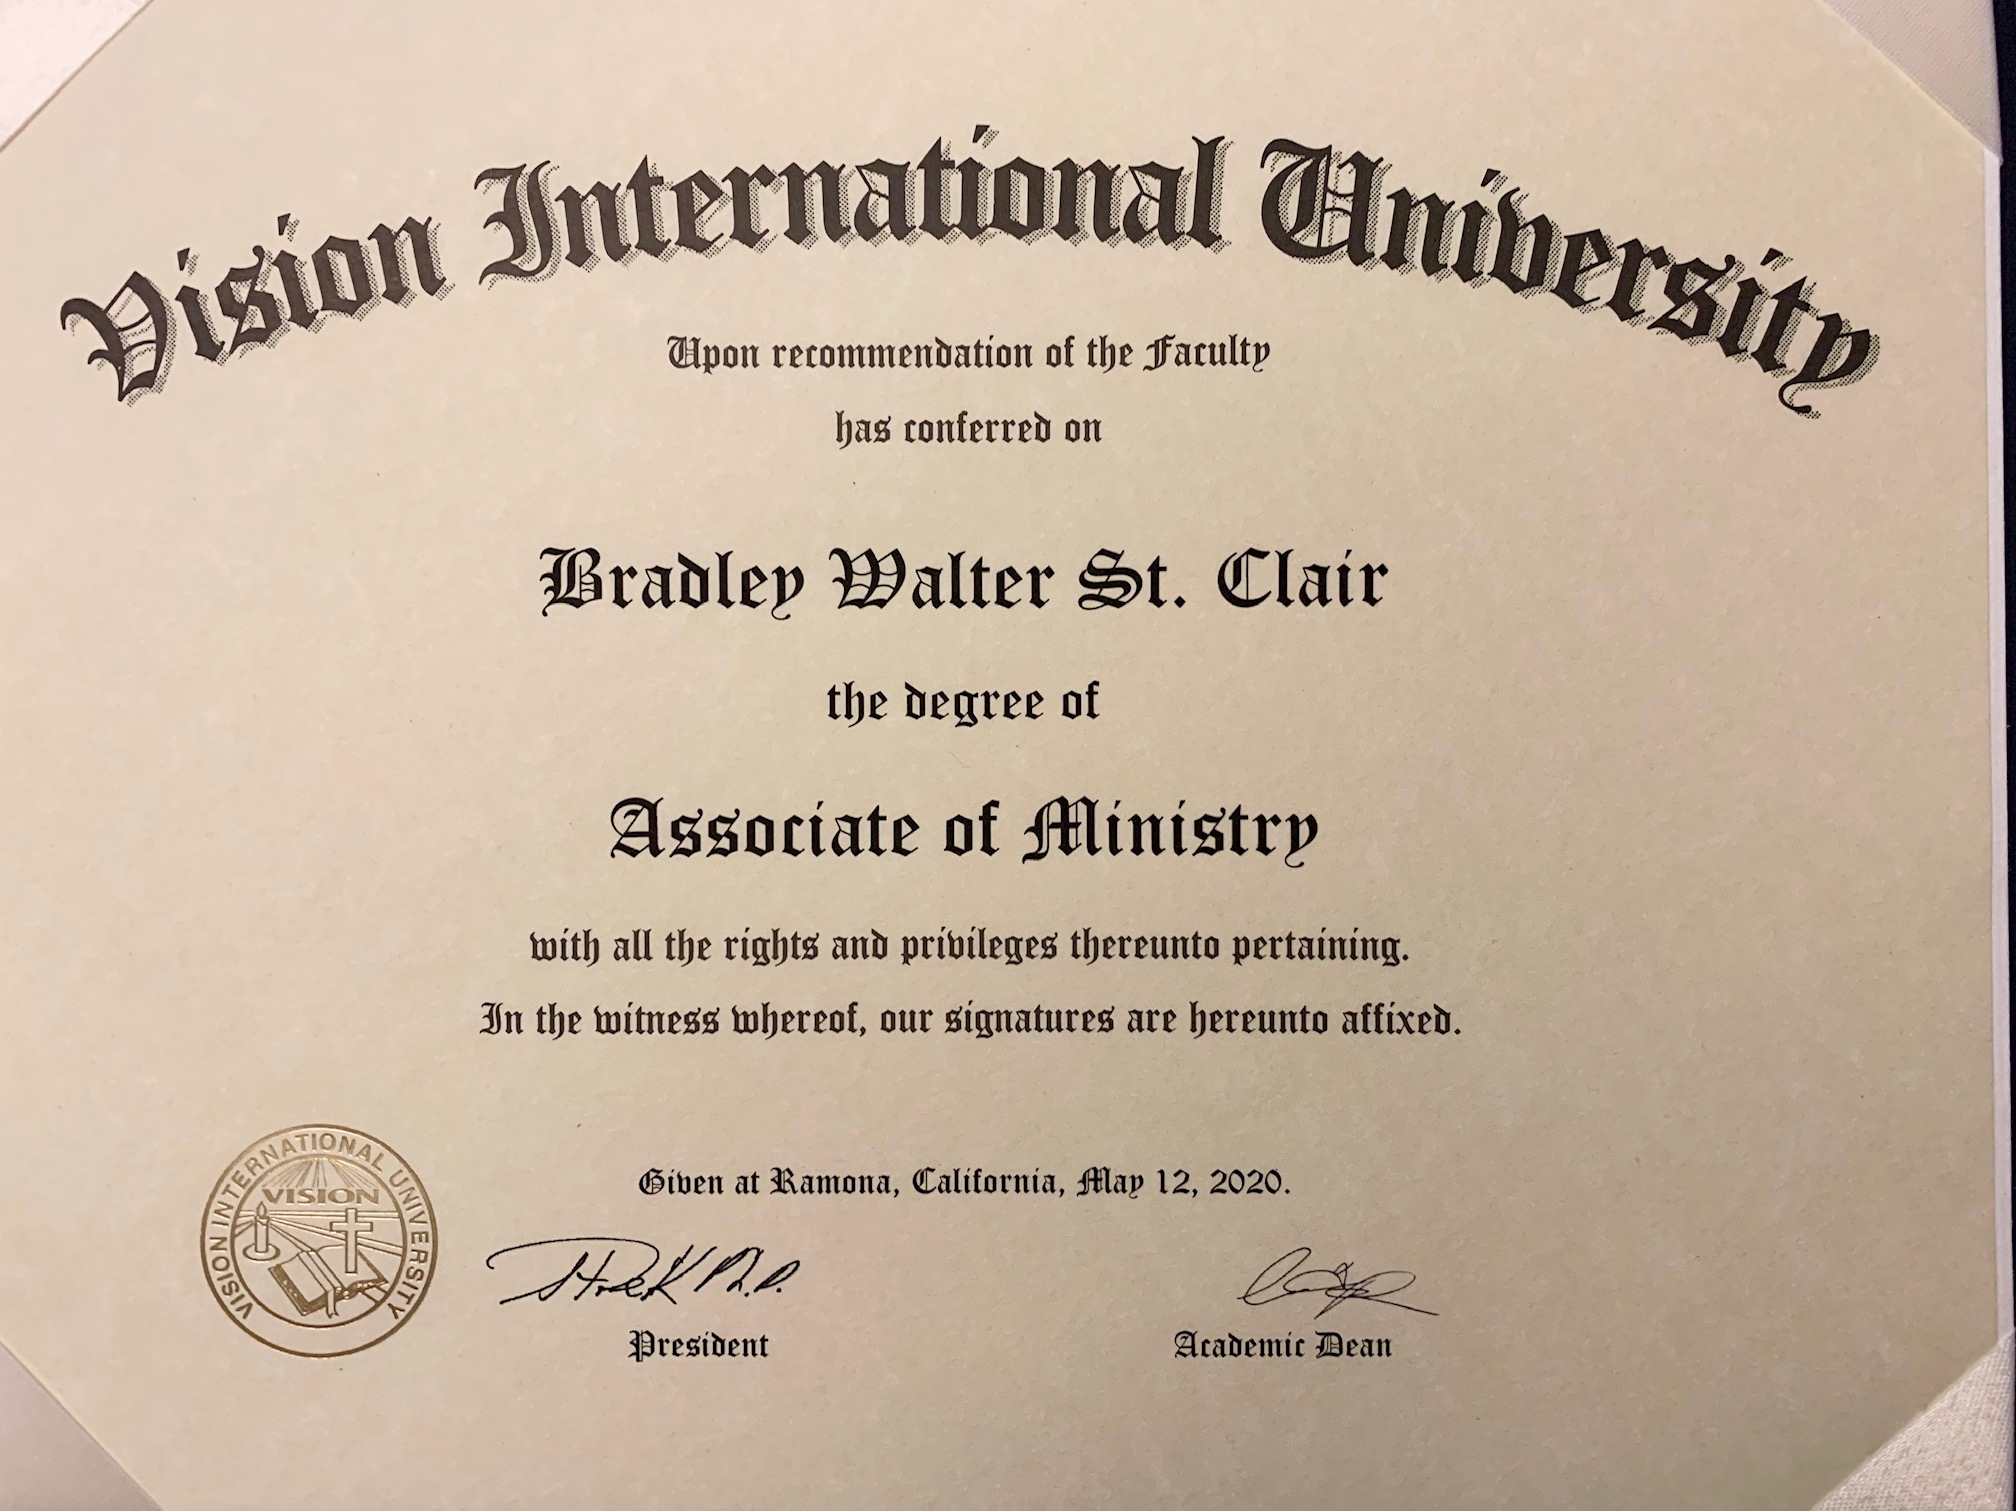 Vision International University
Upon recommendation of the Faculty
has conferred on
Bradley Walter St. Clair
the degree of
Associate of Ministry
with all the rights and privileges thereunto pertaining.
In the witness whereof, our signatures are hereunto affixed.
VISION INTERNATIONAL UNIVERSITY
VISION
Given at Ramona, California, May 12, 2020.
Ph.D.
President
Academic Dean